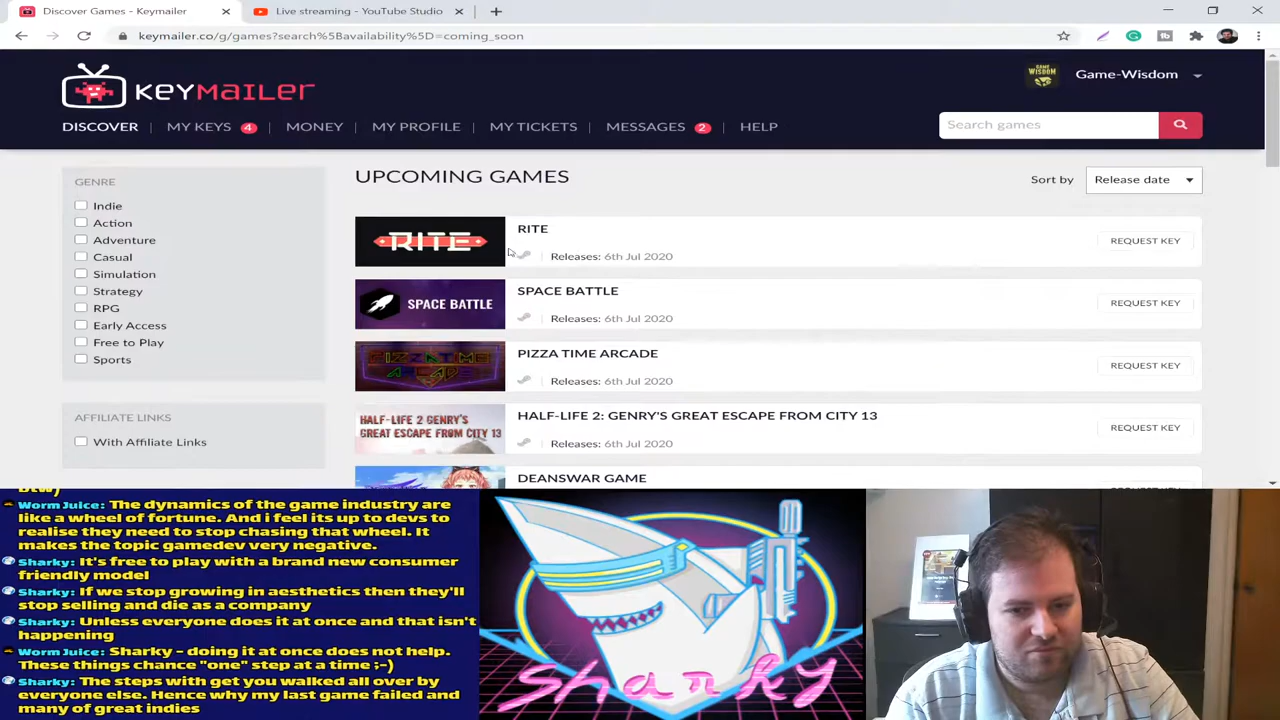 Discover Games - Keymailer
Live streaming - YouTube Studio
keymailer.co/g/games?search%5Bavailability%5D=coming_soon
KEYMAILER
GAME WISDOM
Game-Wisdom
DISCOVER
MY KEYS 4
MONEY
MY PROFILE
MY TICKETS
MESSAGES 2
HELP
Search games
GENRE
Indie
Action
Adventure
Casual
Simulation
Strategy
RPG
Early Access
Free to Play
Sports
AFFILIATE LINKS
With Affiliate Links
UPCOMING GAMES
Sort by
Release date
RITE
RITE
Releases: 6th Jul 2020
REQUEST KEY
SPACE BATTLE
SPACE BATTLE
Releases: 6th Jul 2020
REQUEST KEY
PIZZA TIME
ARCADE
PIZZA TIME ARCADE
Releases: 6th Jul 2020
REQUEST KEY
HALF-LIFE 2 GENRY'S
GREAT ESCAPE FROM CITY 13
HALF-LIFE 2: GENRY'S GREAT ESCAPE FROM CITY 13
Releases: 6th Jul 2020
REQUEST KEY
DEANSWAR GAME
btw)
Worm Juice: The dynamics of the game industry are
like a wheel of fortune. And i feel its up to devs to
realise they need to stop chasing that wheel. It
makes the topic gamedev very negative.
Sharky: It's free to play with a brand new consumer
friendly model
Sharky: If we stop growing in aesthetics then they'll
stop selling and die as a company
Sharky: Unless everyone does it at once and that isn't
happening
Worm Juice: Sharky - doing it at once does not help.
These things chance "one" step at a time ;-)
Sharky: The steps with get you walked all over by
everyone else. Hence why my last game failed and
many of great indies
Sharky